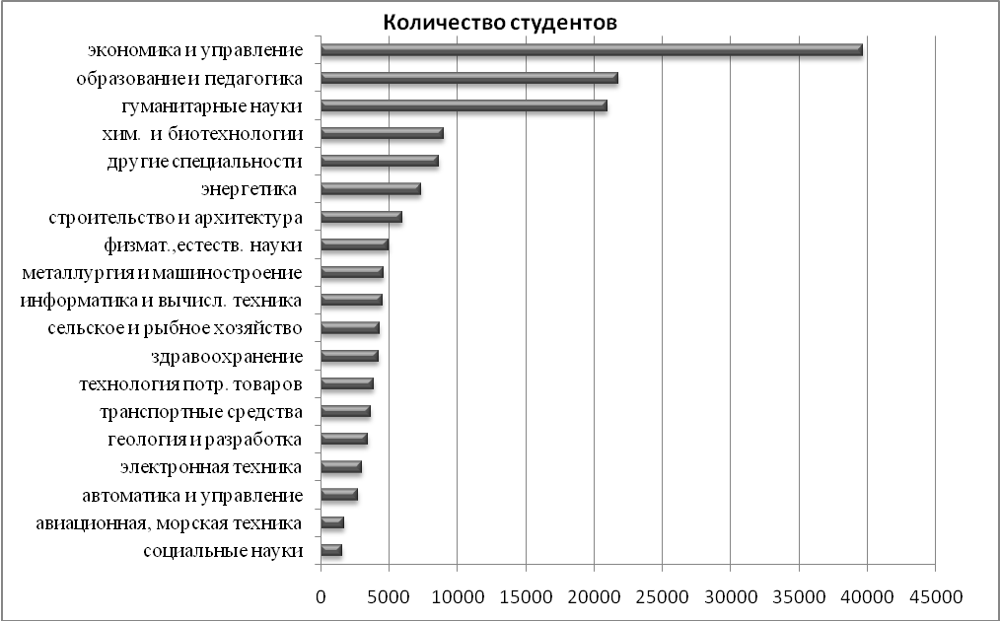 Количество студентов
экономика и управление
образование и педагогика
гуманитарные науки
хим. и биотехнологии
другие специальности
энергетика
строительство и архитектура
физмат.,естеств. науки
металлургия и машиностроение
информатика и вычисл. техника
сельское и рыбное хозяйство
здравоохранение
технология потр. товаров
транспортные средства
геология и разработка
электронная техника
автоматика и управление
авиационная, морская техника
социальные науки
0 5000 10000 15000 20000 25000 30000 35000 40000 45000